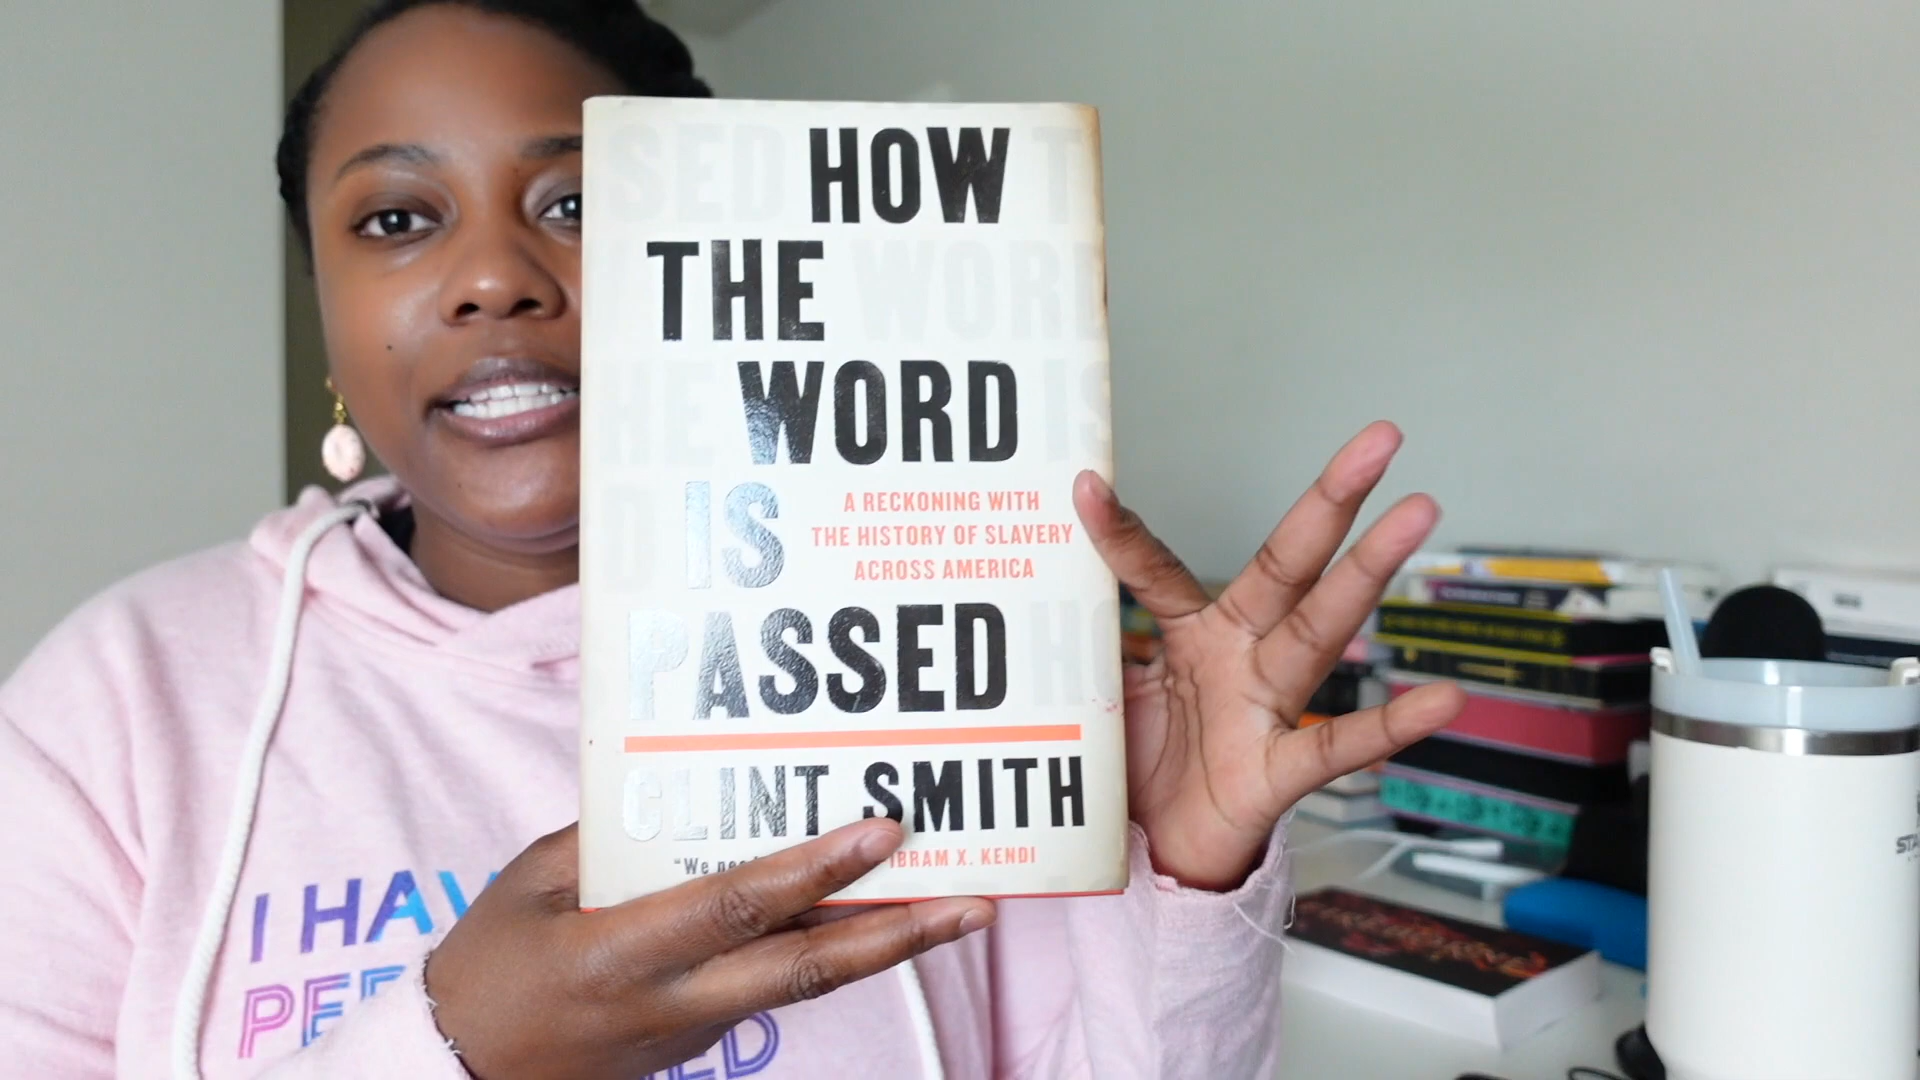 HOW
THE
WORD
IS
A RECKONING WITH
THE HISTORY OF SLAVERY
ACROSS AMERICA
PASSED
CLINT SMITH
"We
IBRAM X. KENDI
I HAV
PE
ED
STA